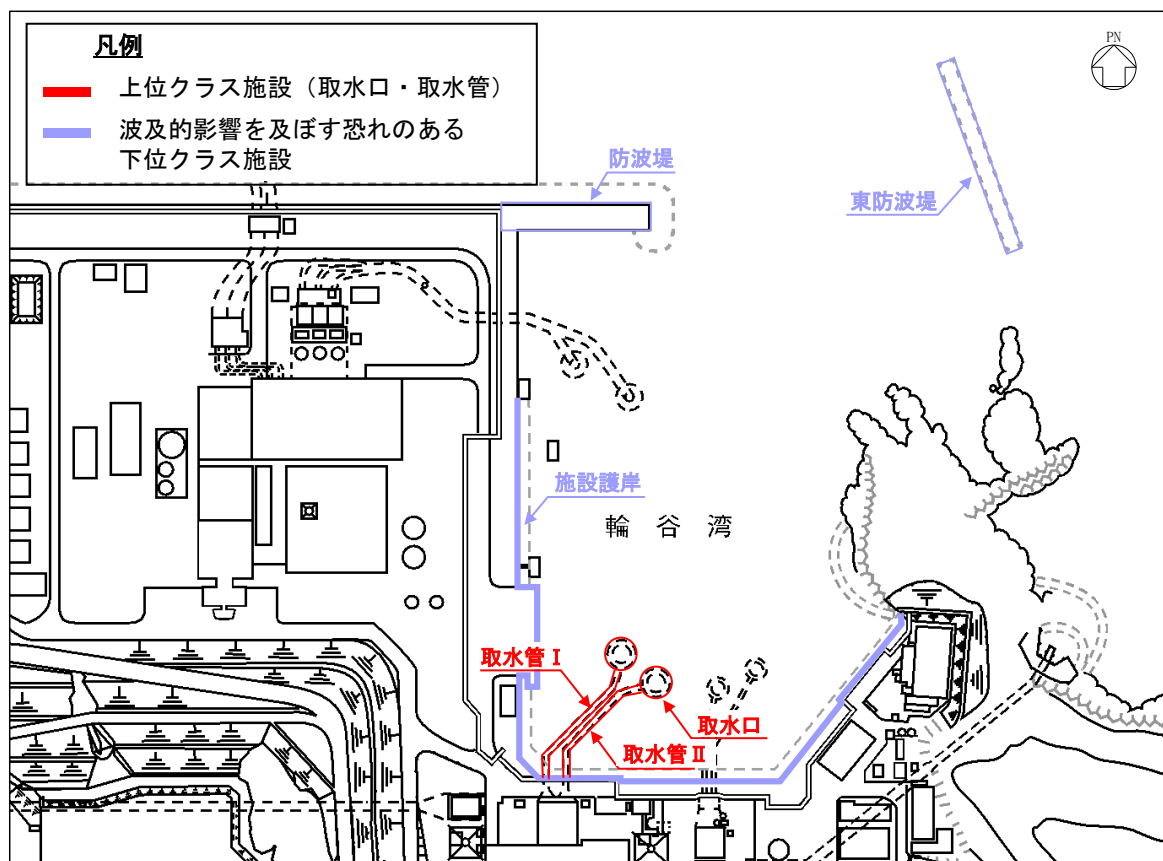 凡例
上位クラス施設（取水口・取水管）
波及的影響を及ぼす恐れのある
下位クラス施設
PN
防波堤
東防波堤
施設護岸
輪谷湾
取水管Ⅰ
取水口
取水管Ⅱ